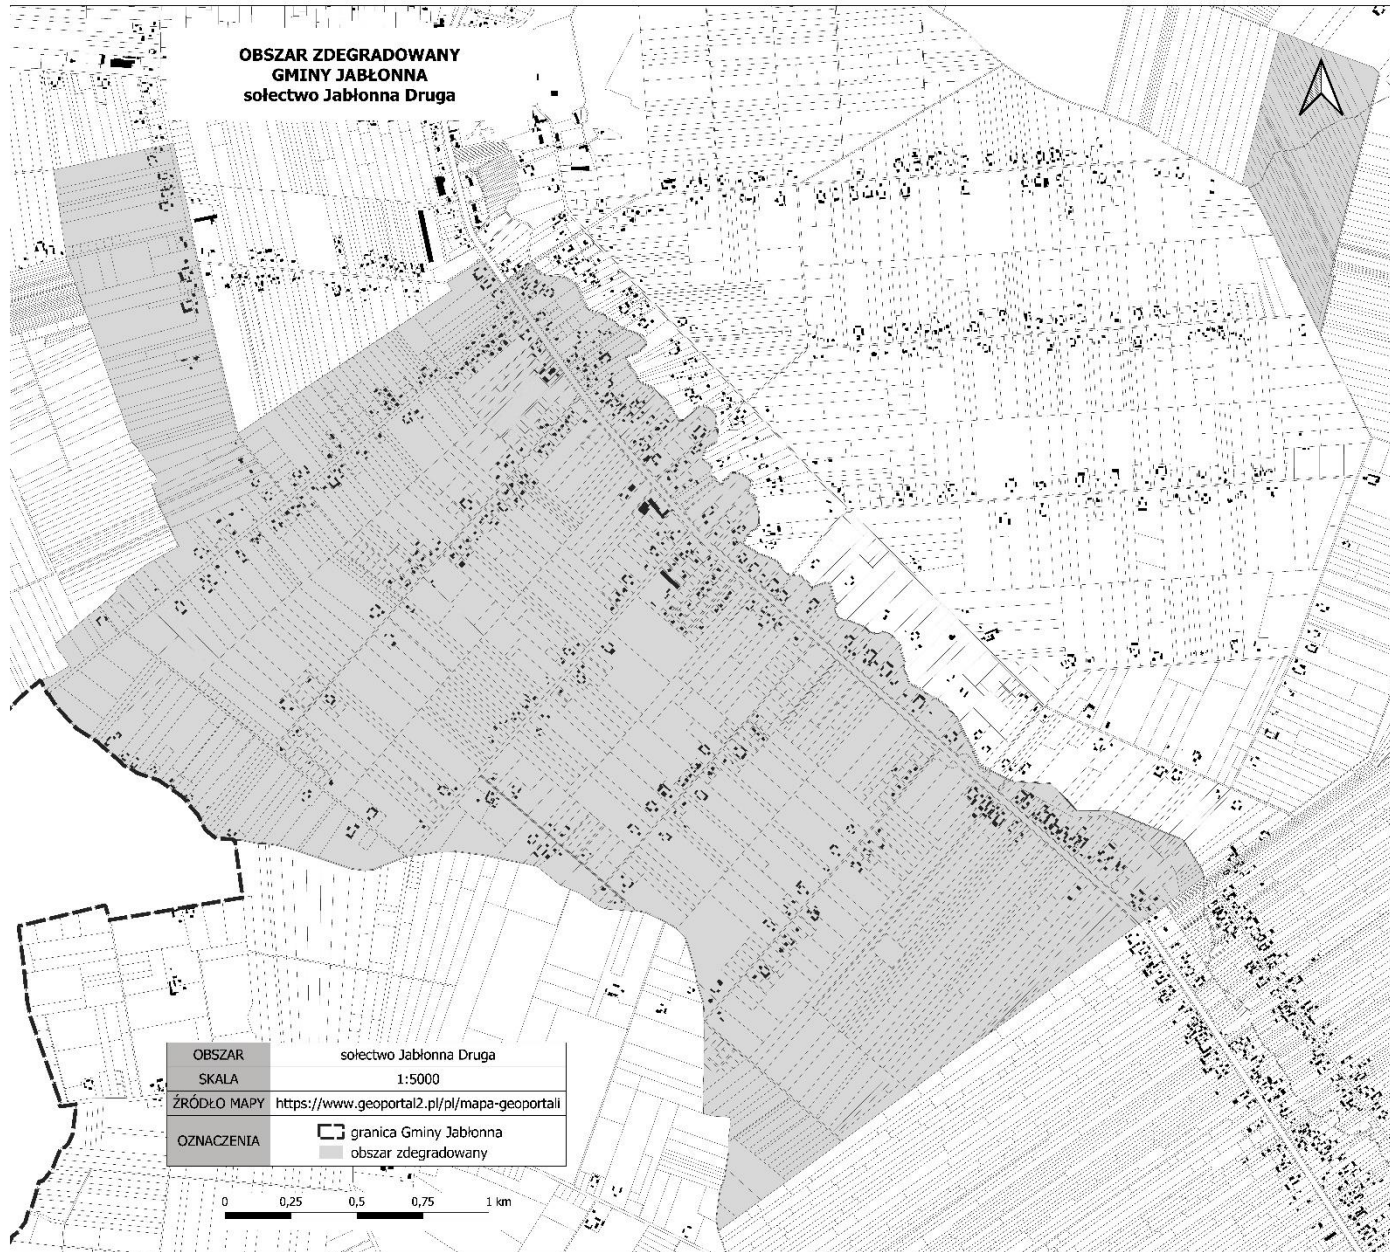 OBSZAR ZDEGRADOWANY
GMINY JABŁONNA
sołectwo Jabłonna Druga
OBSZAR sołectwo Jabłonna Druga
SKALA 1:5000
ŹRÓDŁO MAPY https://www.geoportal2.pl/pl/mapa-geoportali
OZNACZENIA
granica Gminy Jabłonna
obszar zdegradowany
0 0,25 0,5 0,75 1 km